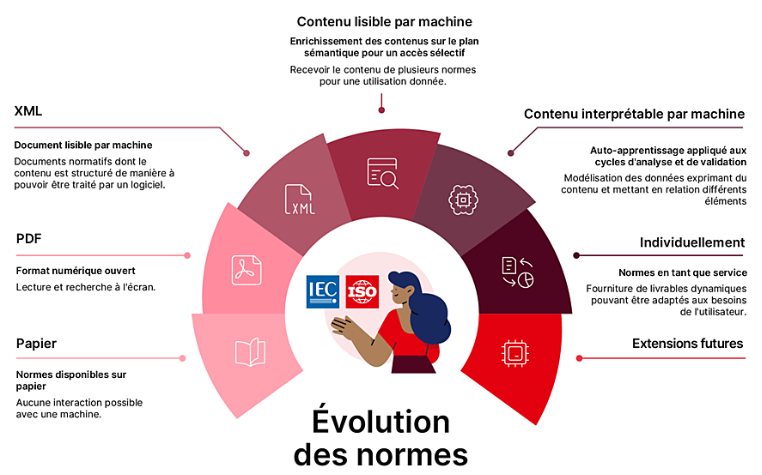 Contenu lisible par machine
Enrichissement des contenus sur le plan
sémantique pour un accès sélectif
Recevoir le contenu de plusieurs normes
pour une utilisation donnée.
XML
Document lisible par machine
Documents normatifs dont le
contenu est structuré de manière à
pouvoir être traité par un logiciel.
Contenu interprétable par machine
Auto-apprentissage appliqué aux
cycles d'analyse et de validation
Modélisation des données exprimant du
contenu et mettant en relation différents
éléments
XML
PDF
Format numérique ouvert
Lecture et recherche à l'écran.
Individuellement
Normes en tant que service
Fourniture de livrables dynamiques
pouvant être adaptés aux besoins
de l'utilisateur.
IEC
ISO
Papier
Normes disponibles sur
papier
Aucune interaction possible
avec une machine.
Extensions futures
Évolution
des normes